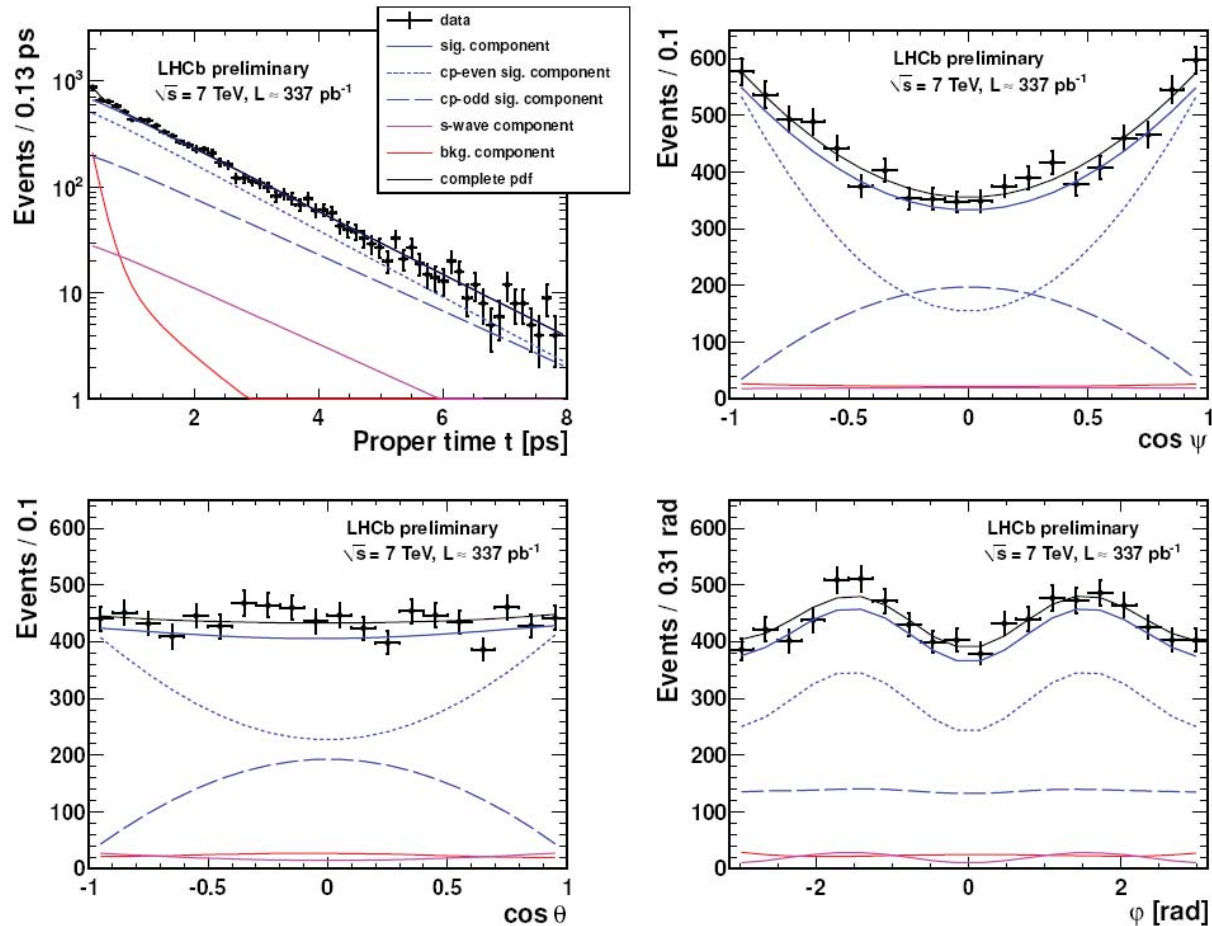 Events / 0.13 ps
10³
10²
10
1
LHCb preliminary
√s = 7 TeV, L ≈ 337 pb⁻¹
data
sig. component
cp-even sig. component
cp-odd sig. component
s-wave component
bkg. component
complete pdf
2 4 6 8
Proper time t [ps]
Events / 0.1
600
500
400
300
200
100
0
LHCb preliminary
√s = 7 TeV, L ≈ 337 pb⁻¹
-1 -0.5 0 0.5 1
cos ψ
Events / 0.1
600
500
400
300
200
100
0
LHCb preliminary
√s = 7 TeV, L ≈ 337 pb⁻¹
-1 -0.5 0 0.5 1
cos θ
Events / 0.31 rad
600
500
400
300
200
100
0
LHCb preliminary
√s = 7 TeV, L ≈ 337 pb⁻¹
-2 0 2
φ [rad]